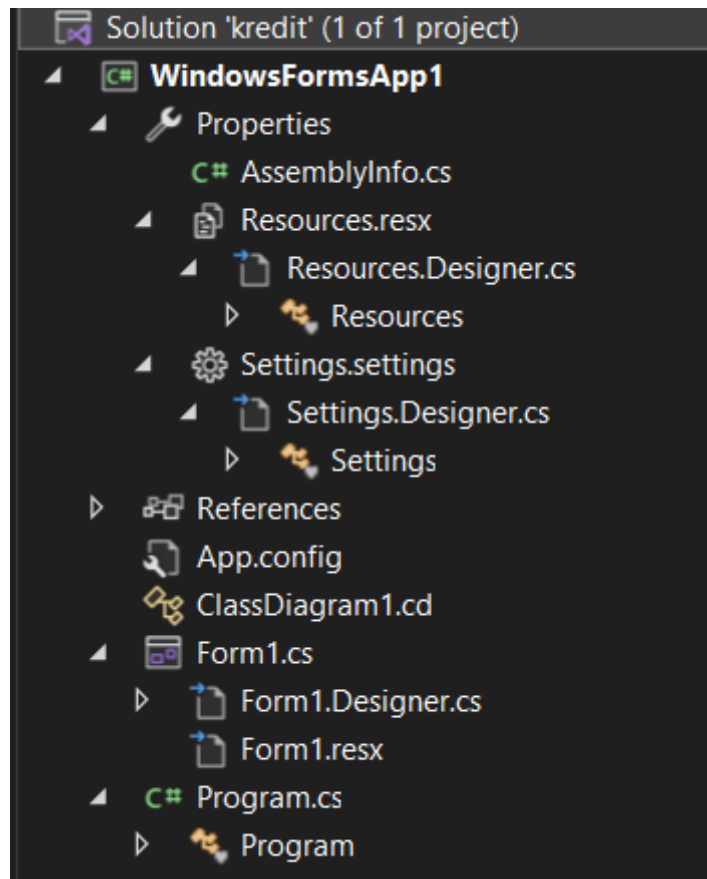 Solution 'kredit' (1 of 1 project)
C# WindowsFormsApp1
Properties
C# AssemblyInfo.cs
Resources.resx
Resources.Designer.cs
Resources
Settings.settings
Settings.Designer.cs
Settings
References
App.config
ClassDiagram1.cd
Form1.cs
Form1.Designer.cs
Form1.resx
C# Program.cs
Program